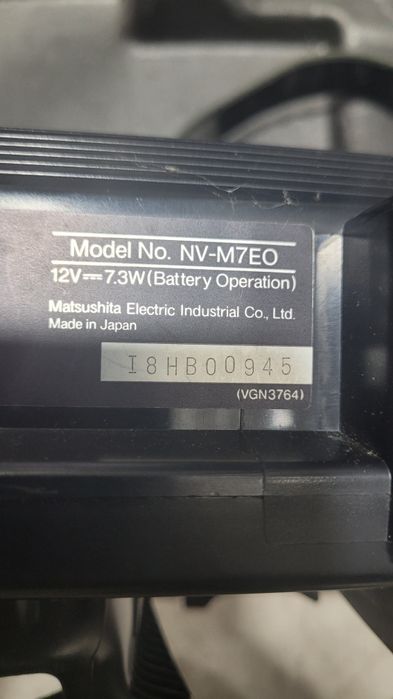 Model No. NV-M7EO
12V⎓7.3W(Battery Operation)
Matsushita Electric Industrial Co., Ltd.
Made in Japan
I8HB00945
(VGN3764)